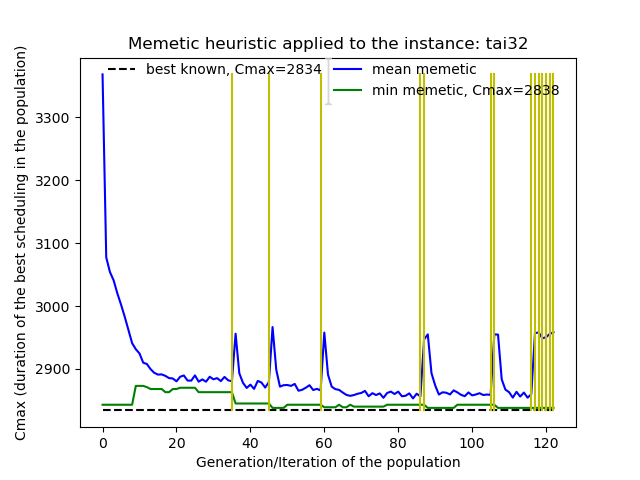 Memetic heuristic applied to the instance: tai32
best known, Cmax=2834
mean memetic
min memetic, Cmax=2838
Cmax (duration of the best scheduling in the population)
3300
3200
3100
3000
2900
0 20 40 60 80 100 120
Generation/Iteration of the population